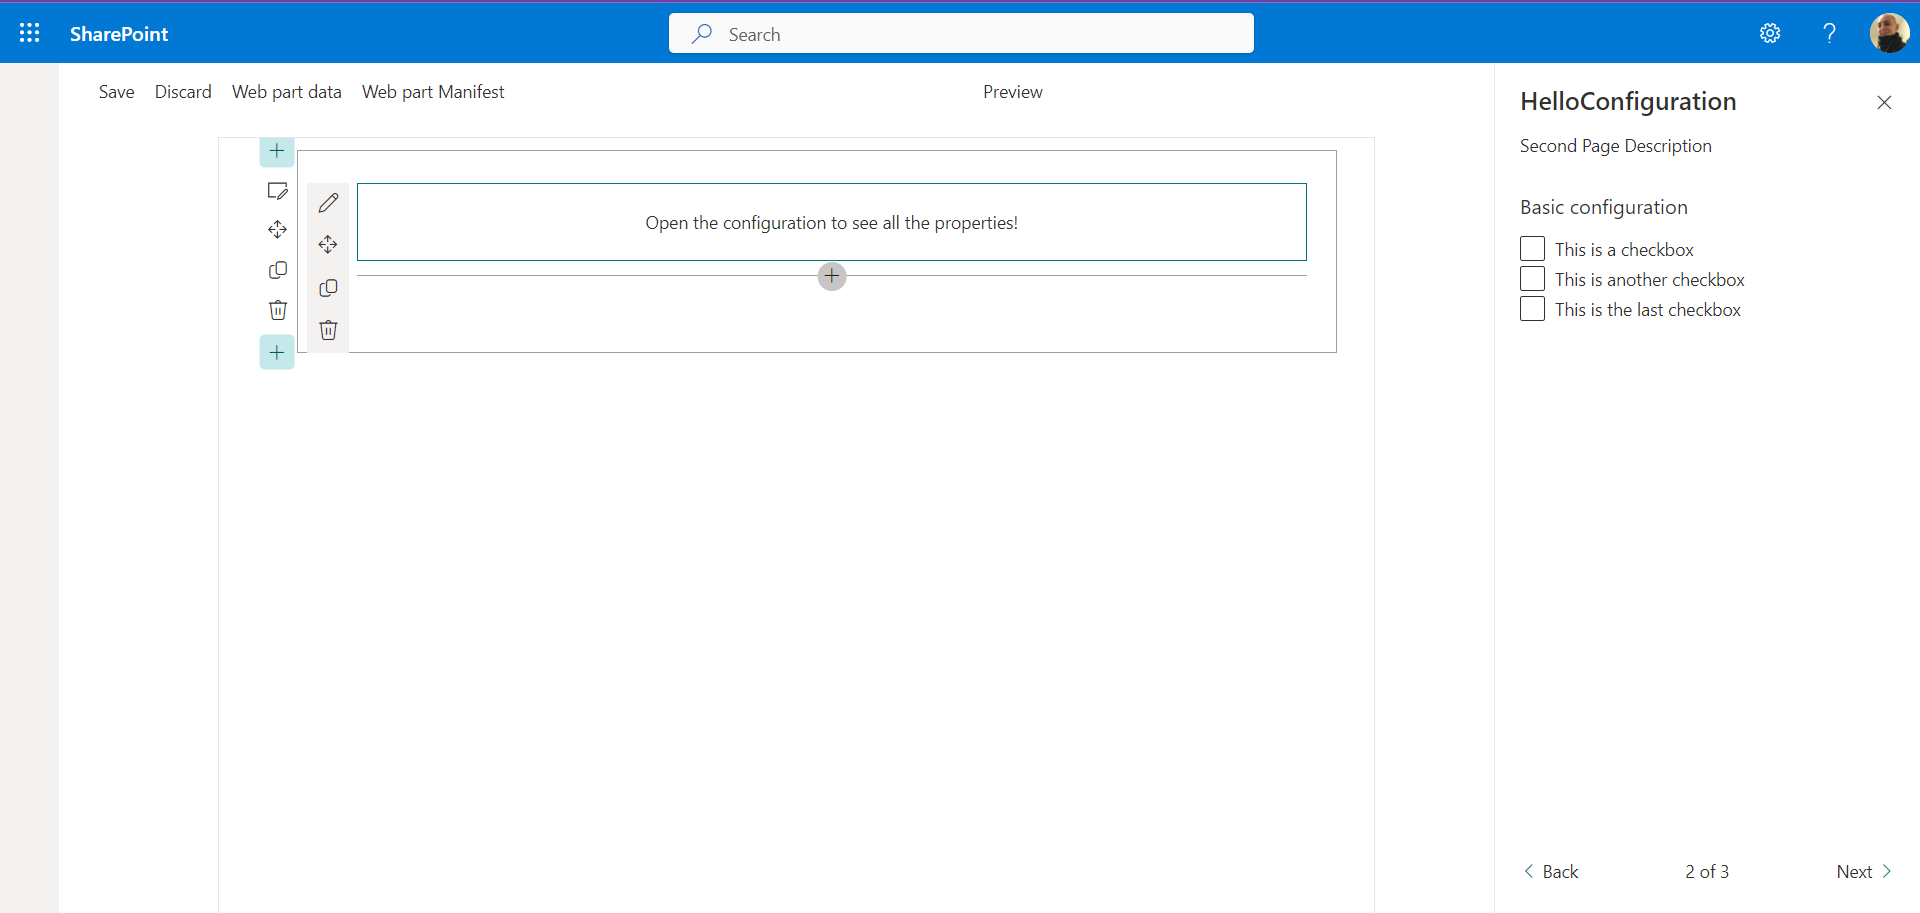 SharePoint
Search
Save Discard Web part data Web part Manifest Preview
Open the configuration to see all the properties!
HelloConfiguration
Second Page Description
Basic configuration
This is a checkbox
This is another checkbox
This is the last checkbox
Back 2 of 3 Next